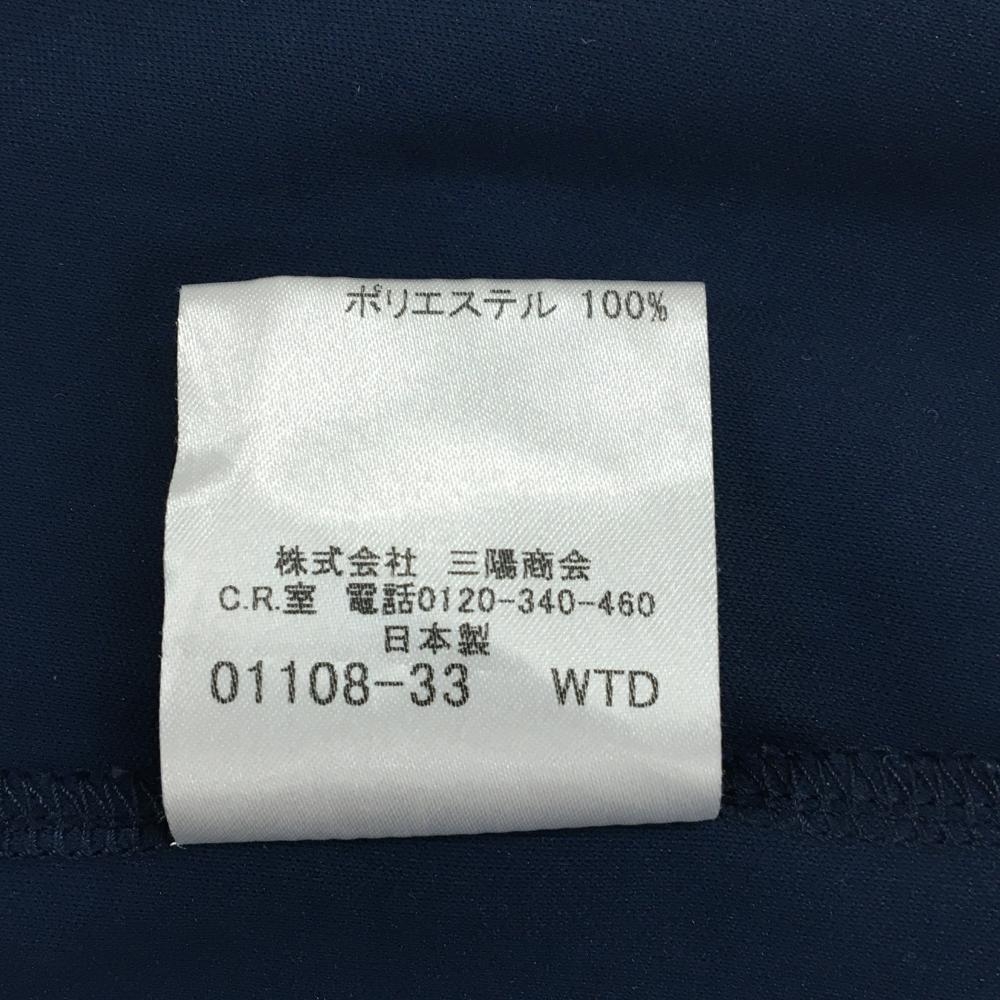 ポリエステル 100%
株式会社 三陽商会
C.R.室 電話0120-340-460
日本製
01108-33 WTD